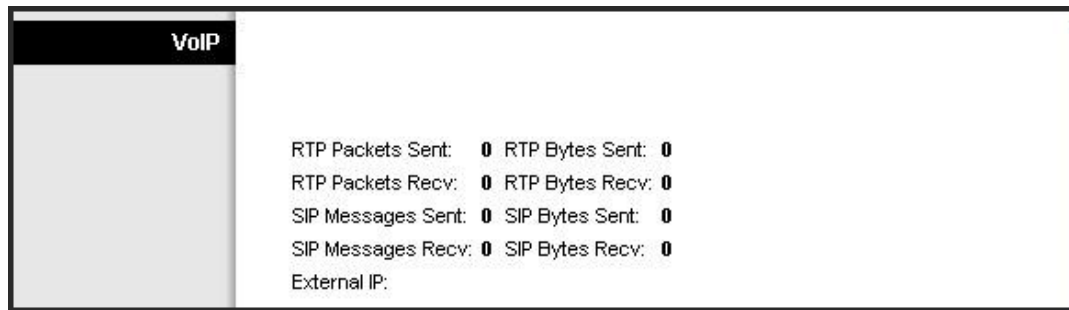 VoIP
RTP Packets Sent: 0 RTP Bytes Sent: 0
RTP Packets Recv: 0 RTP Bytes Recv: 0
SIP Messages Sent: 0 SIP Bytes Sent: 0
SIP Messages Recv: 0 SIP Bytes Recv: 0
External IP: